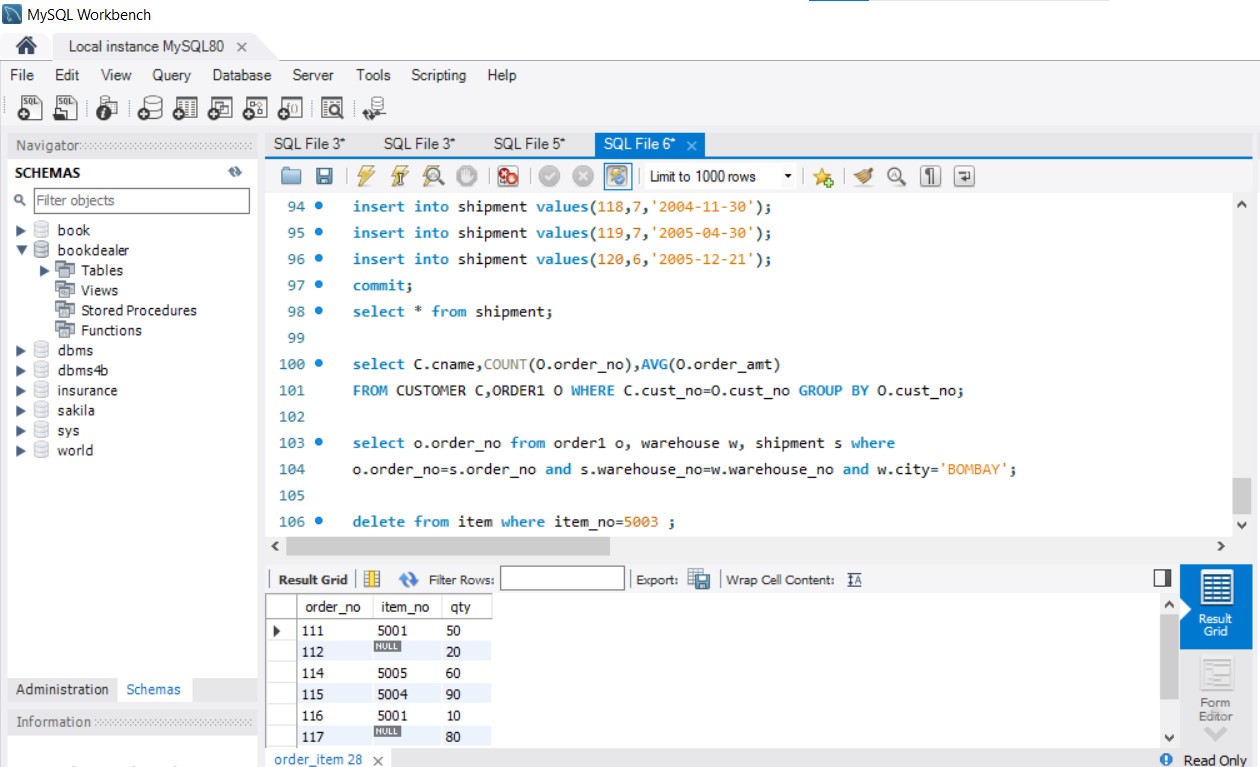 MySQL Workbench
Local instance MySQL80
File Edit View Query Database Server Tools Scripting Help
Navigator
SCHEMAS
Filter objects
book
bookdealer
Tables
Views
Stored Procedures
Functions
dbms
dbms4b
insurance
sakila
sys
world
Administration Schemas
Information
SQL File 3* SQL File 3* SQL File 5* SQL File 6*
Limit to 1000 rows
94 insert into shipment values(118,7,'2004-11-30');
95 insert into shipment values(119,7,'2005-04-30');
96 insert into shipment values(120,6,'2005-12-21');
97 commit;
98 select * from shipment;
99
100 select C.cname,COUNT(O.order_no),AVG(O.order_amt)
101 FROM CUSTOMER C,ORDER1 O WHERE C.cust_no=O.cust_no GROUP BY O.cust_no;
102
103 select o.order_no from order1 o, warehouse w, shipment s where
104 o.order_no=s.order_no and s.warehouse_no=w.warehouse_no and w.city='BOMBAY';
105
106 delete from item where item_no=5003 ;
Result Grid Filter Rows: Export: Wrap Cell Content:
order_no item_no qty
111 5001 50
112 NULL 20
114 5005 60
115 5004 90
116 5001 10
117 NULL 80
Result
Grid
Form
Editor
order_item 28
Read Only